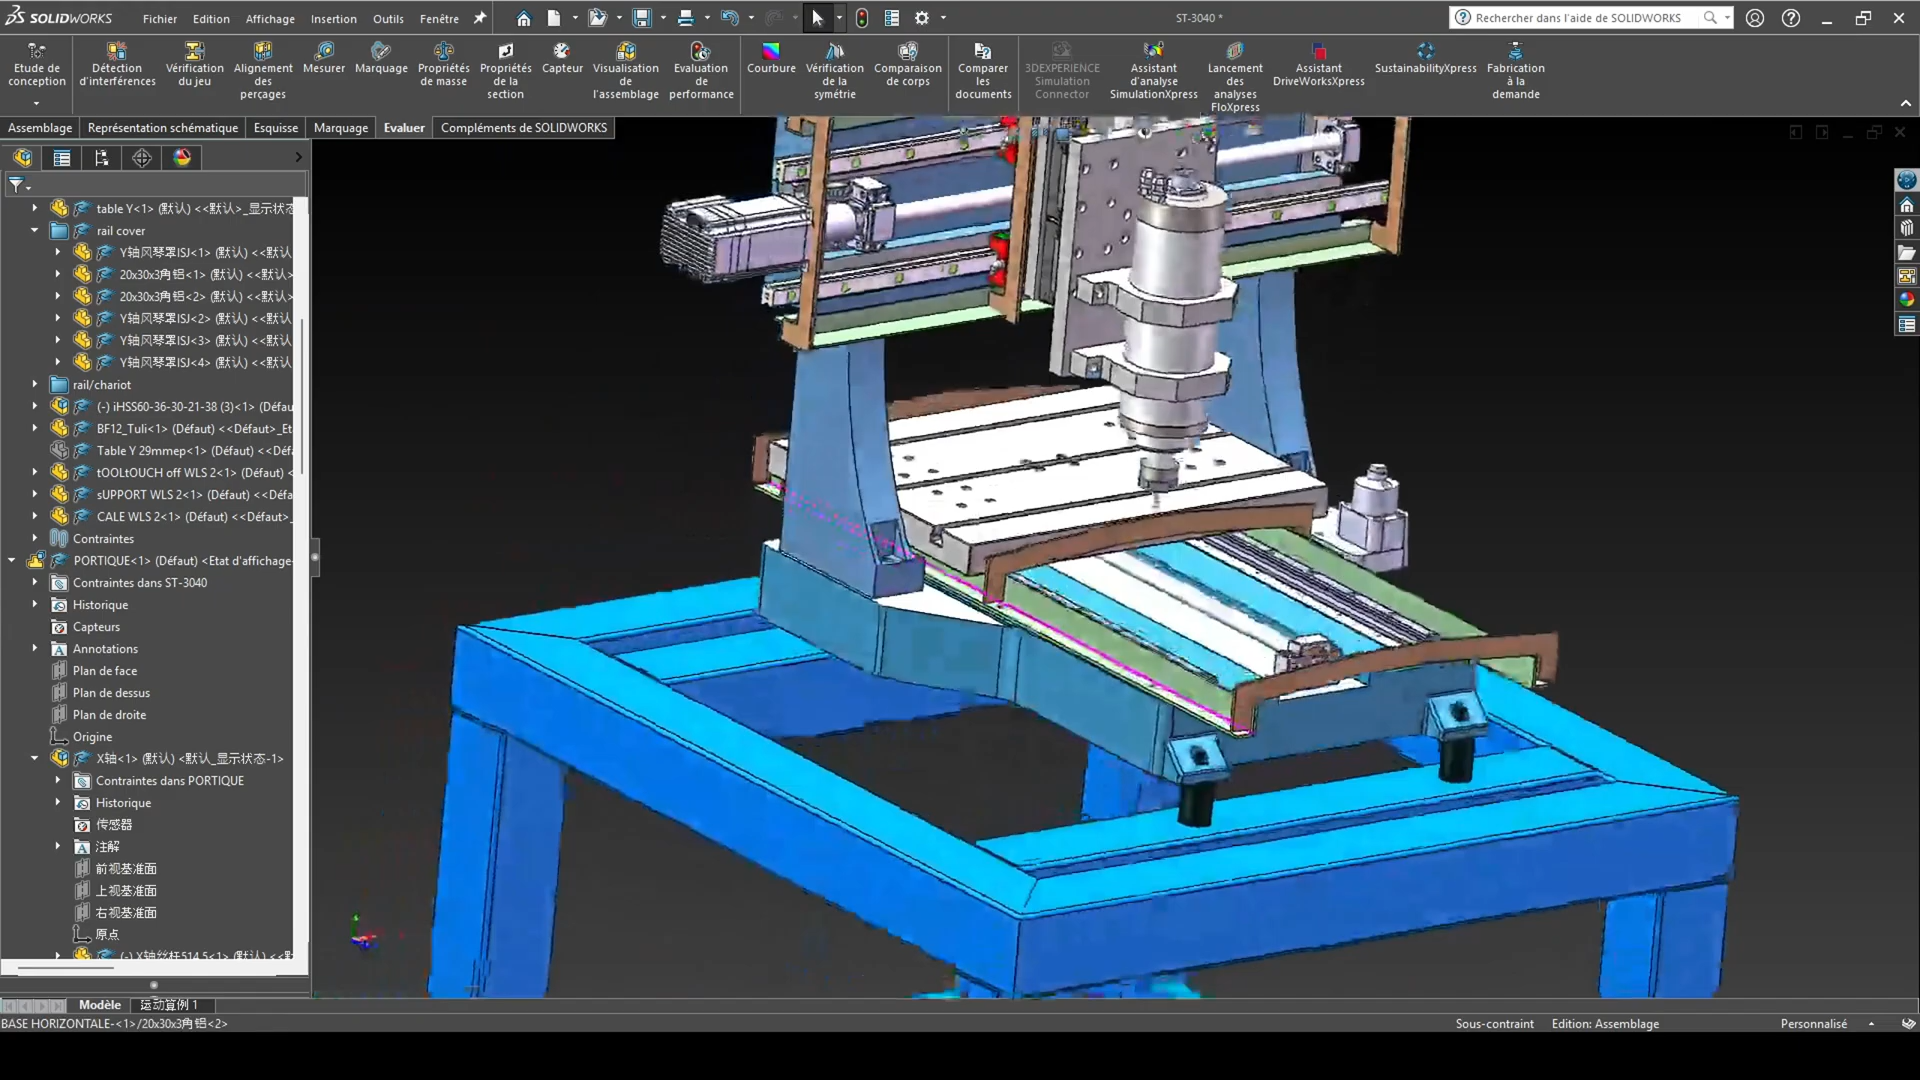 SOLIDWORKS Fichier Edition Affichage Insertion Outils Fenêtre
ST-3040 *
Rechercher dans l'aide de SOLIDWORKS
Etude de conception
Détection d'interférences
Vérification du jeu
Alignement des perçages
Mesurer
Marquage
Propriétés de masse
Propriétés de la section
Capteur
Visualisation de l'assemblage
Evaluation de performance
Courbure
Vérification de la symétrie
Comparaison de corps
Comparer les documents
3DEXPERIENCE Simulation Connector
Assistant d'analyse SimulationXpress
Lancement des analyses FloXpress
Assistant DriveWorksXpress
SustainabilityXpress
Fabrication à la demande
Assemblage
Représentation schématique
Esquisse
Marquage
Evaluer
Compléments de SOLIDWORKS
table Y<1> (默认) <<默认>_显示状态
rail cover
Y轴风琴罩ISJ<1> (默认) <<默认
20x30x3角铝<1> (默认) <<默认>
20x30x3角铝<2> (默认) <<默认>
Y轴风琴罩ISJ<2> (默认) <<默认
Y轴风琴罩ISJ<3> (默认) <<默认
Y轴风琴罩ISJ<4> (默认) <<默认
rail/chariot
(-) iHSS60-36-30-21-38 (3)<1> (Défau
BF12_Tuli<1> (Défaut) <<Défaut>_Et
Table Y 29mmep<1> (Défaut) <<Défau
tOOLtOUCH off WLS 2<1> (Défaut) <
sUPPORT WLS 2<1> (Défaut) <<Défa
CALE WLS 2<1> (Défaut) <<Défaut>_
Contraintes
PORTIQUE<1> (Défaut) <Etat d'affichage-
Contraintes dans ST-3040
Historique
Capteurs
Annotations
Plan de face
Plan de dessus
Plan de droite
Origine
X轴<1> (默认) <默认_显示状态-1>
Contraintes dans PORTIQUE
Historique
传感器
注解
前视基准面
上视基准面
右视基准面
原点
(-) X轴丝杆514.5<1> (默认) <<默
Modèle
运动算例 1
BASE HORIZONTALE-<1>/20x30x3角铝<2>
Sous-contraint
Edition: Assemblage
Personnalisé